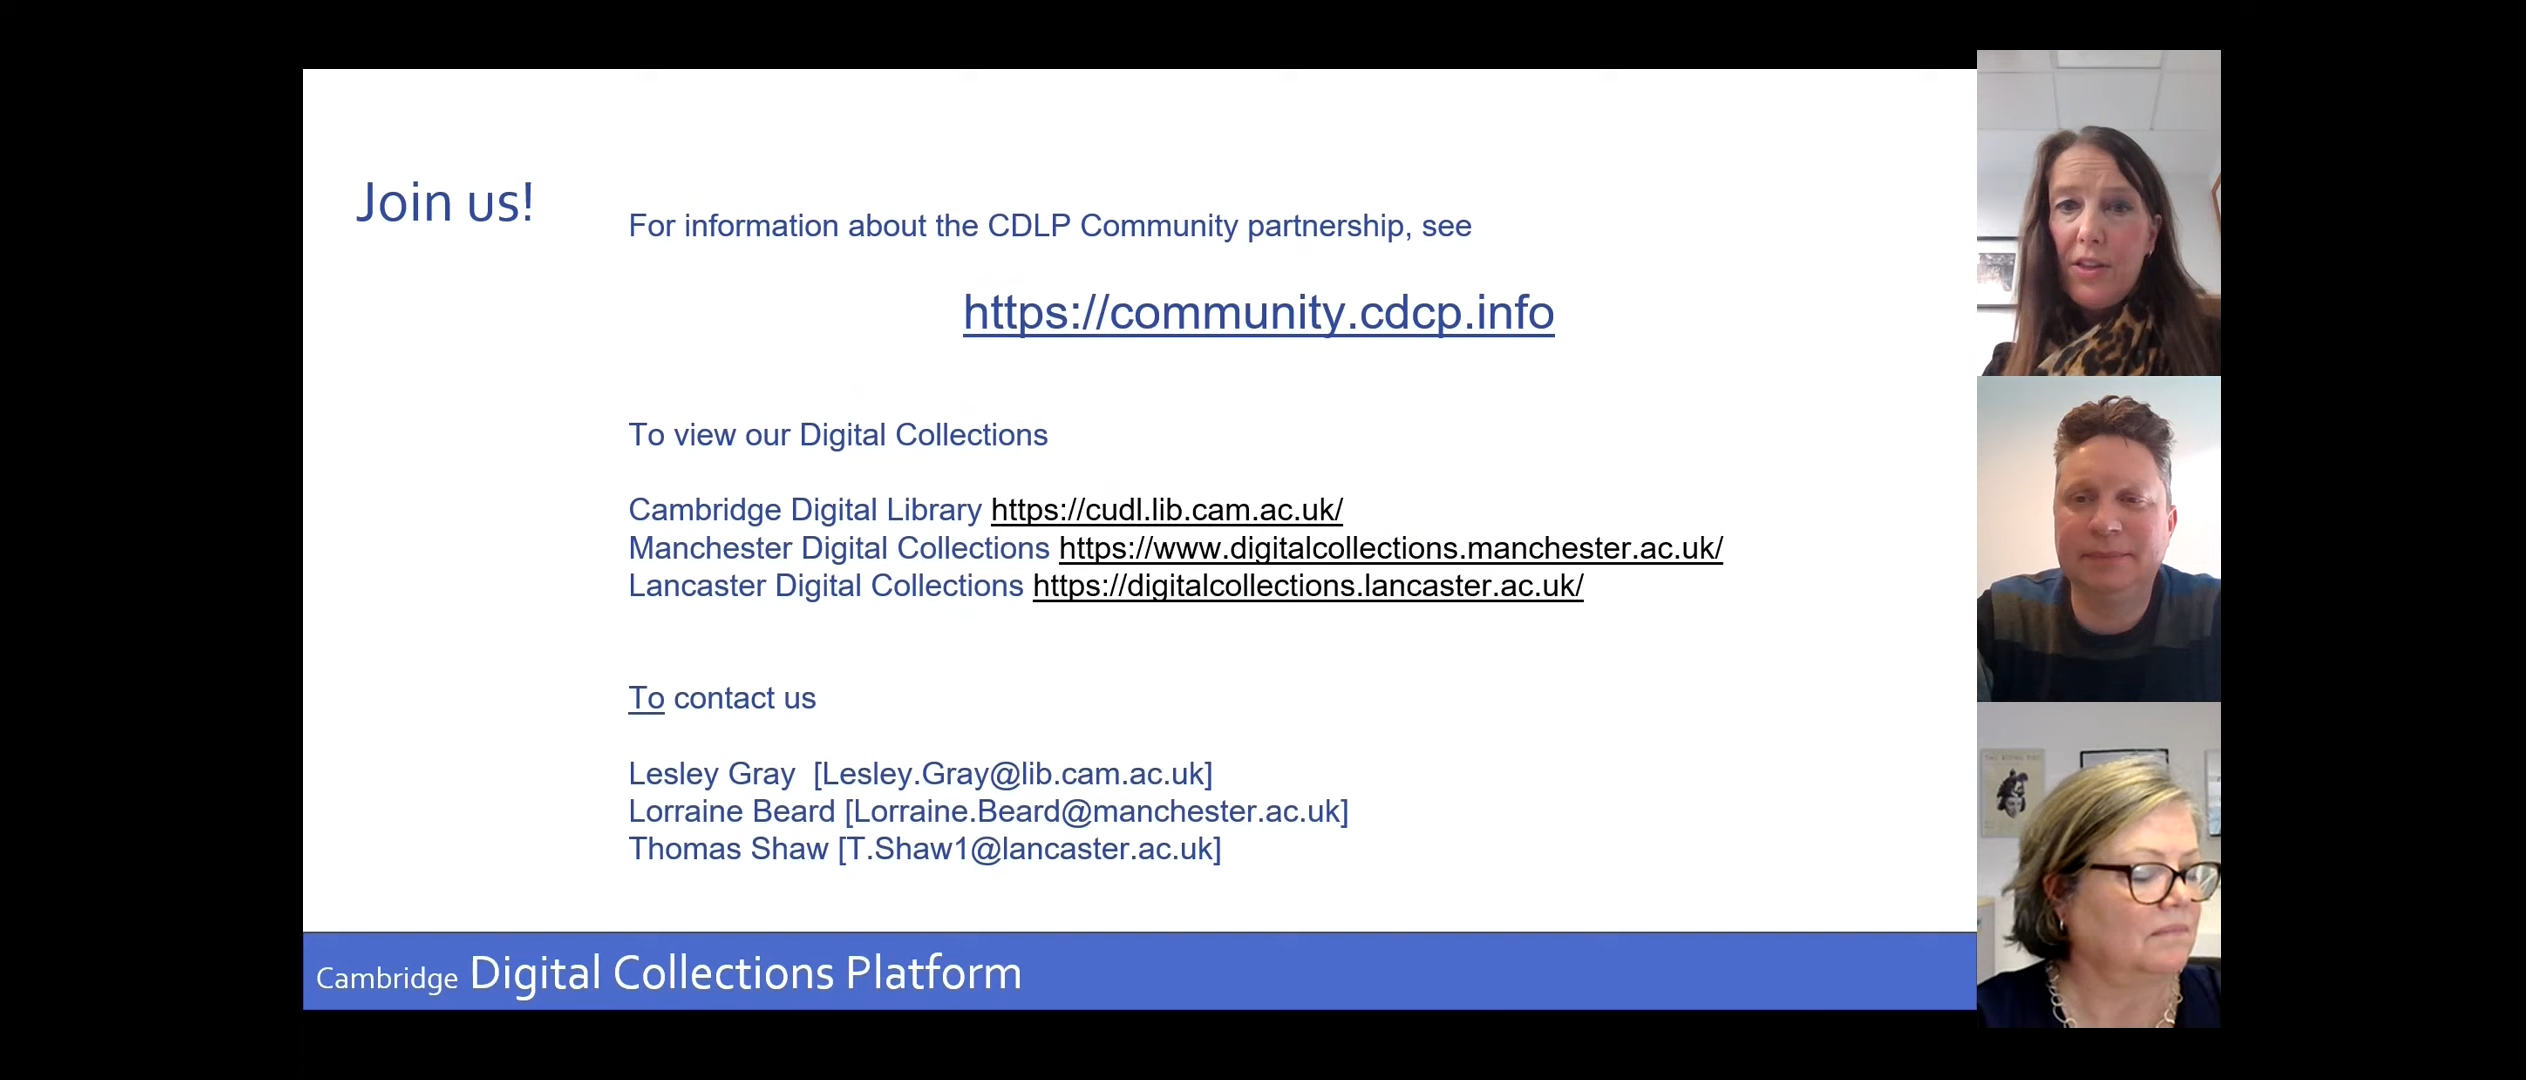 Join us!
For information about the CDLP Community partnership, see
https://community.cdcp.info
To view our Digital Collections
Cambridge Digital Library https://cudl.lib.cam.ac.uk/
Manchester Digital Collections https://www.digitalcollections.manchester.ac.uk/
Lancaster Digital Collections https://digitalcollections.lancaster.ac.uk/
To contact us
Lesley Gray [Lesley.Gray@lib.cam.ac.uk]
Lorraine Beard [Lorraine.Beard@manchester.ac.uk]
Thomas Shaw [T.Shaw1@lancaster.ac.uk]
Cambridge Digital Collections Platform